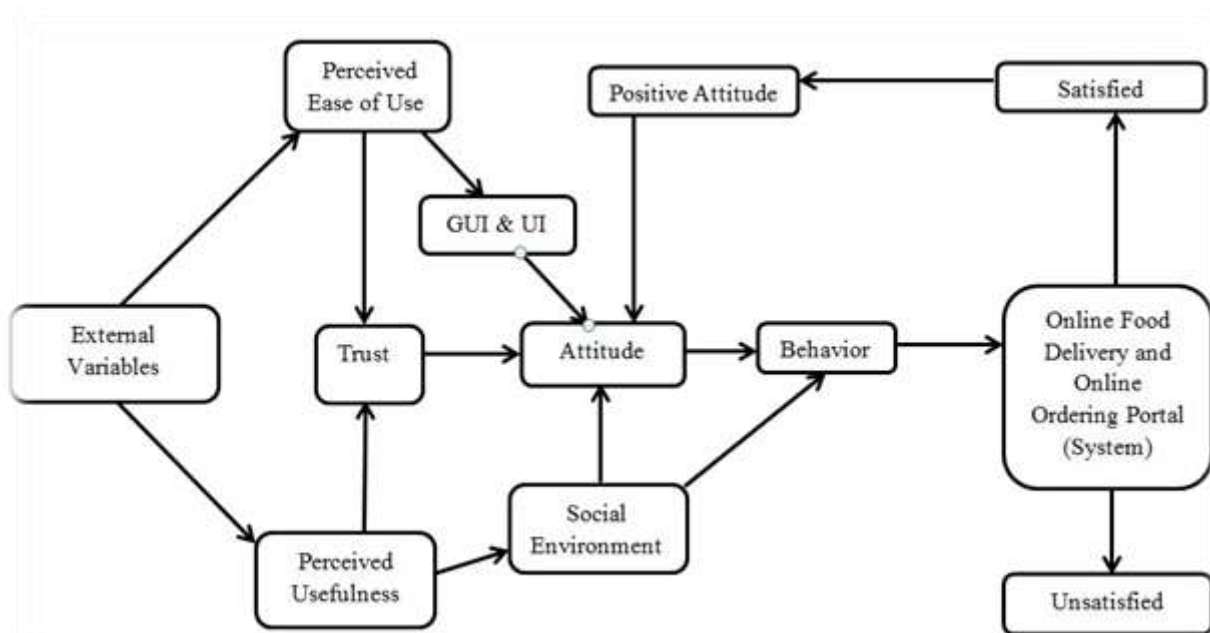 Perceived
Ease of Use
Positive Attitude
Satisfied
GUI & UI
External
Variables
Trust
Attitude
Behavior
Online Food
Delivery and
Online
Ordering Portal
(System)
Social
Environment
Perceived
Usefulness
Unsatisfied